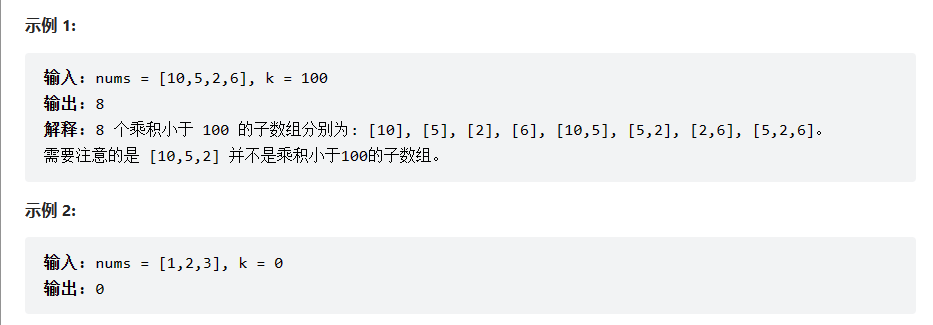 示例 1:
输入：nums = [10,5,2,6], k = 100
输出：8
解释：8 个乘积小于 100 的子数组分别为: [10], [5], [2], [6], [10,5], [5,2], [2,6], [5,2,6]。
需要注意的是 [10,5,2] 并不是乘积小于100的子数组。
示例 2:
输入：nums = [1,2,3], k = 0
输出：0